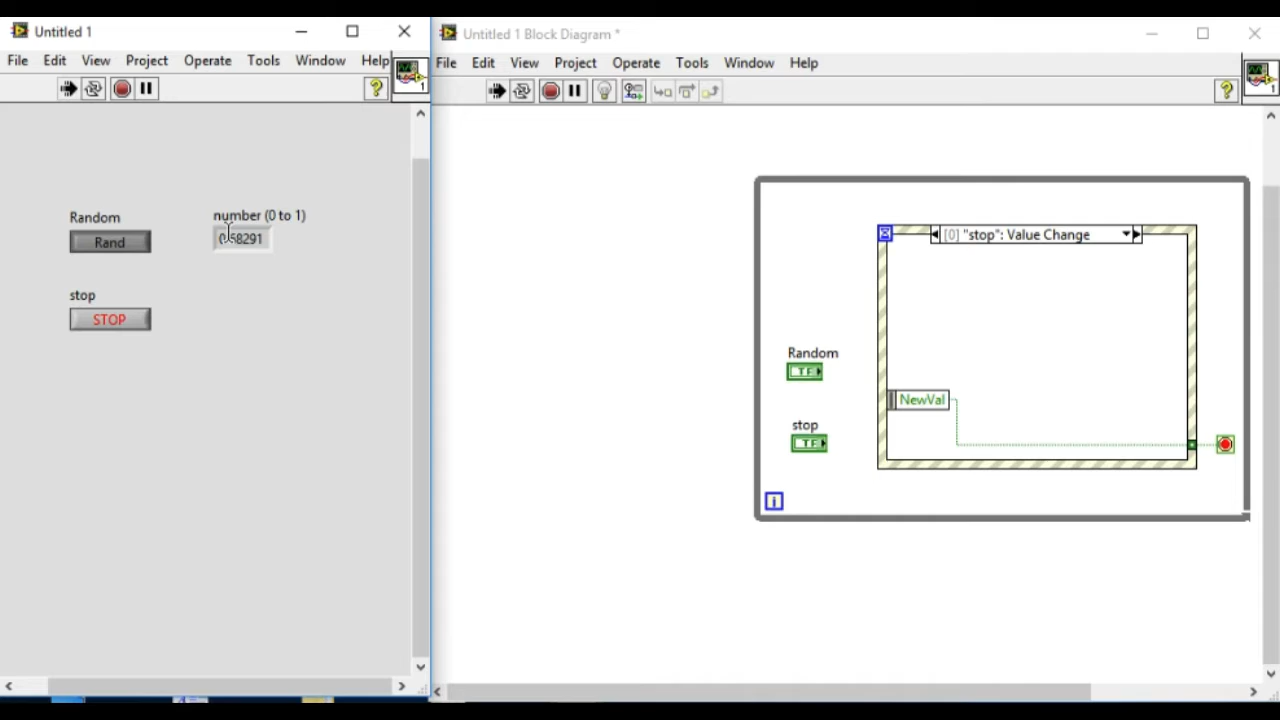 Untitled 1
File Edit View Project Operate Tools Window Help
?
1
Random
Rand
number (0 to 1)
stop
STOP
Untitled 1 Block Diagram *
File Edit View Project Operate Tools Window Help
?
1
[0] "stop": Value Change
Random
TF
NewVal
stop
TF
i